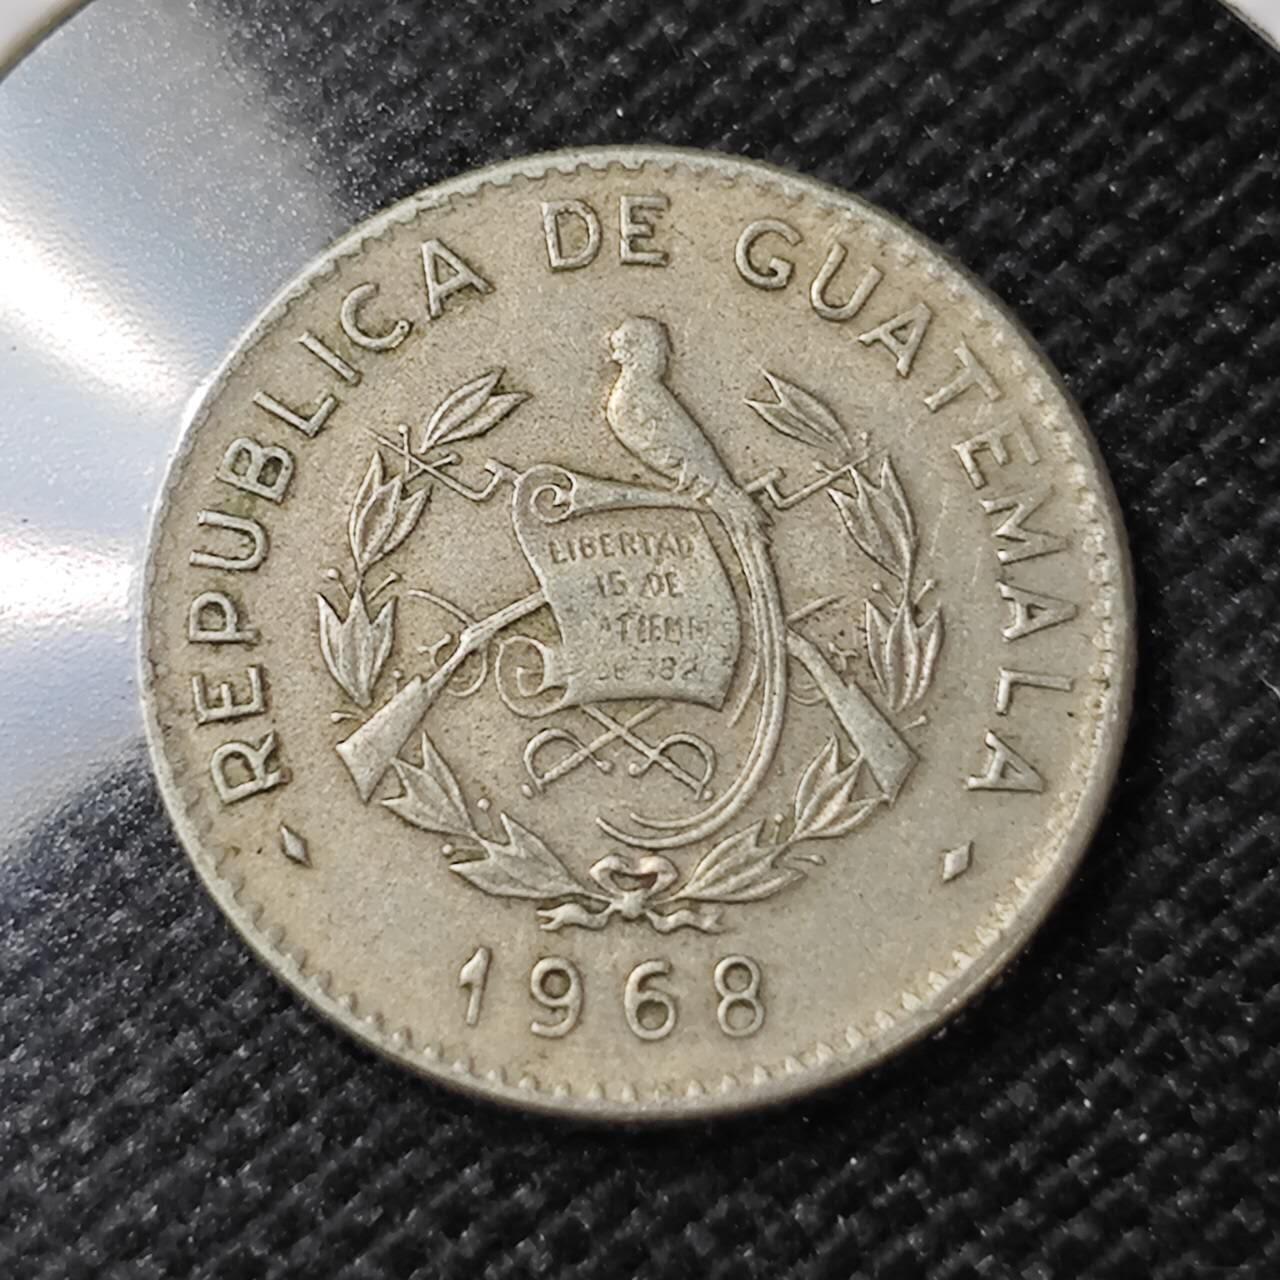 REPUBLICA DE GUATEMALA
LIBERTAD
15 DE
1968